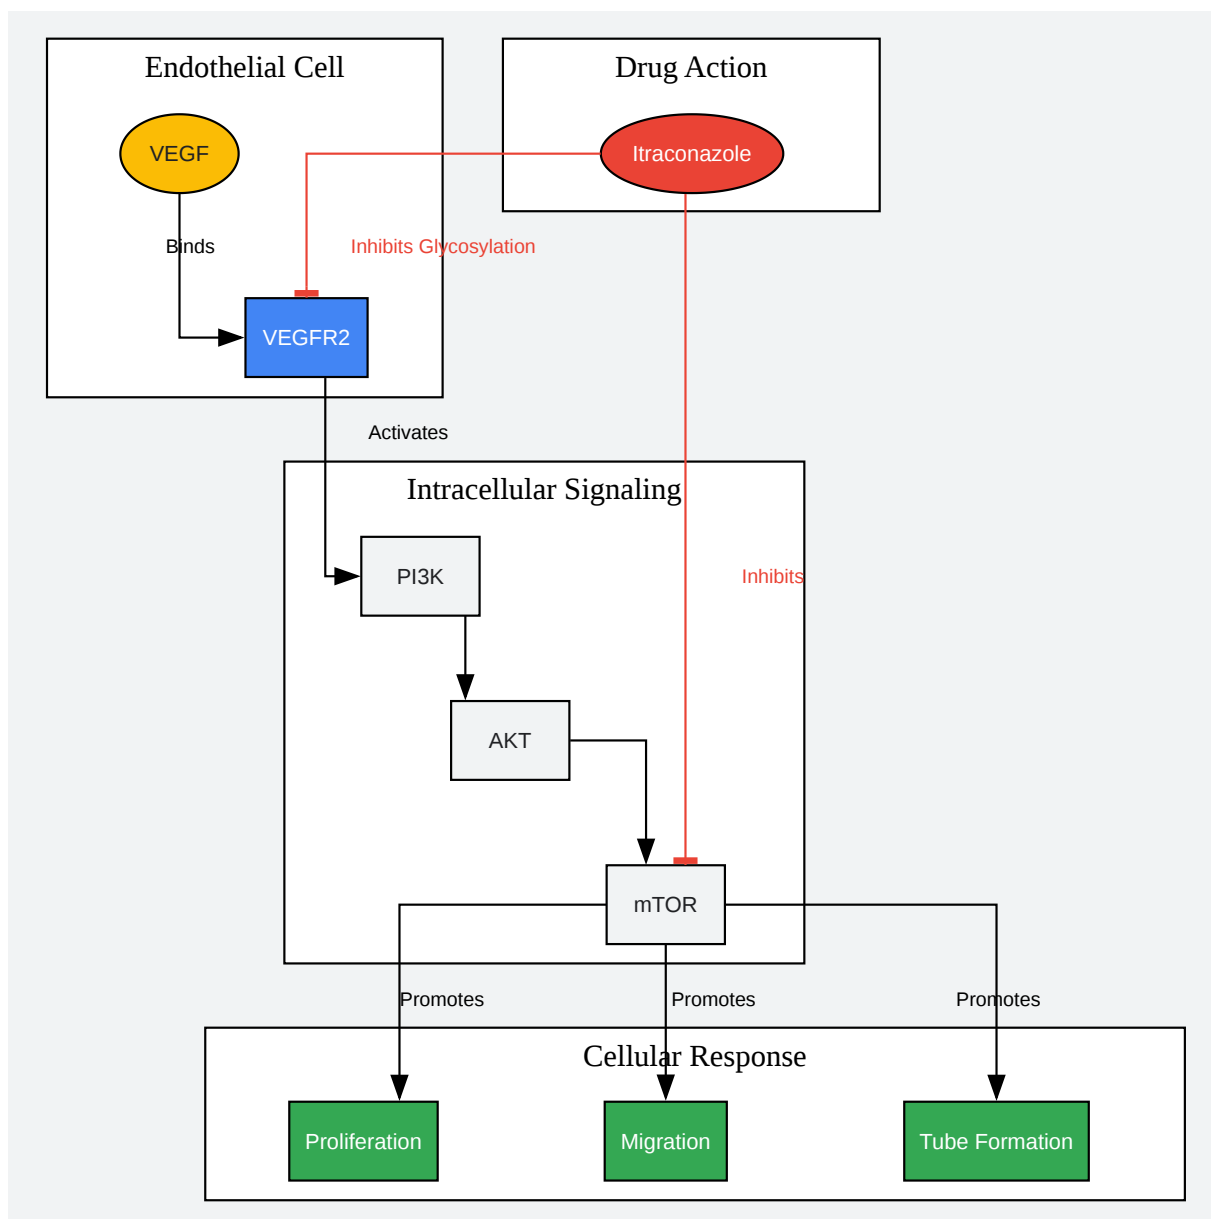 Endothelial Cell
Drug Action
VEGF
Itraconazole
Binds
Inhibits Glycosylation
VEGFR2
Activates
Intracellular Signaling
PI3K
Inhibits
AKT
mTOR
Promotes
Promotes
Promotes
Cellular Response
Proliferation
Migration
Tube Formation